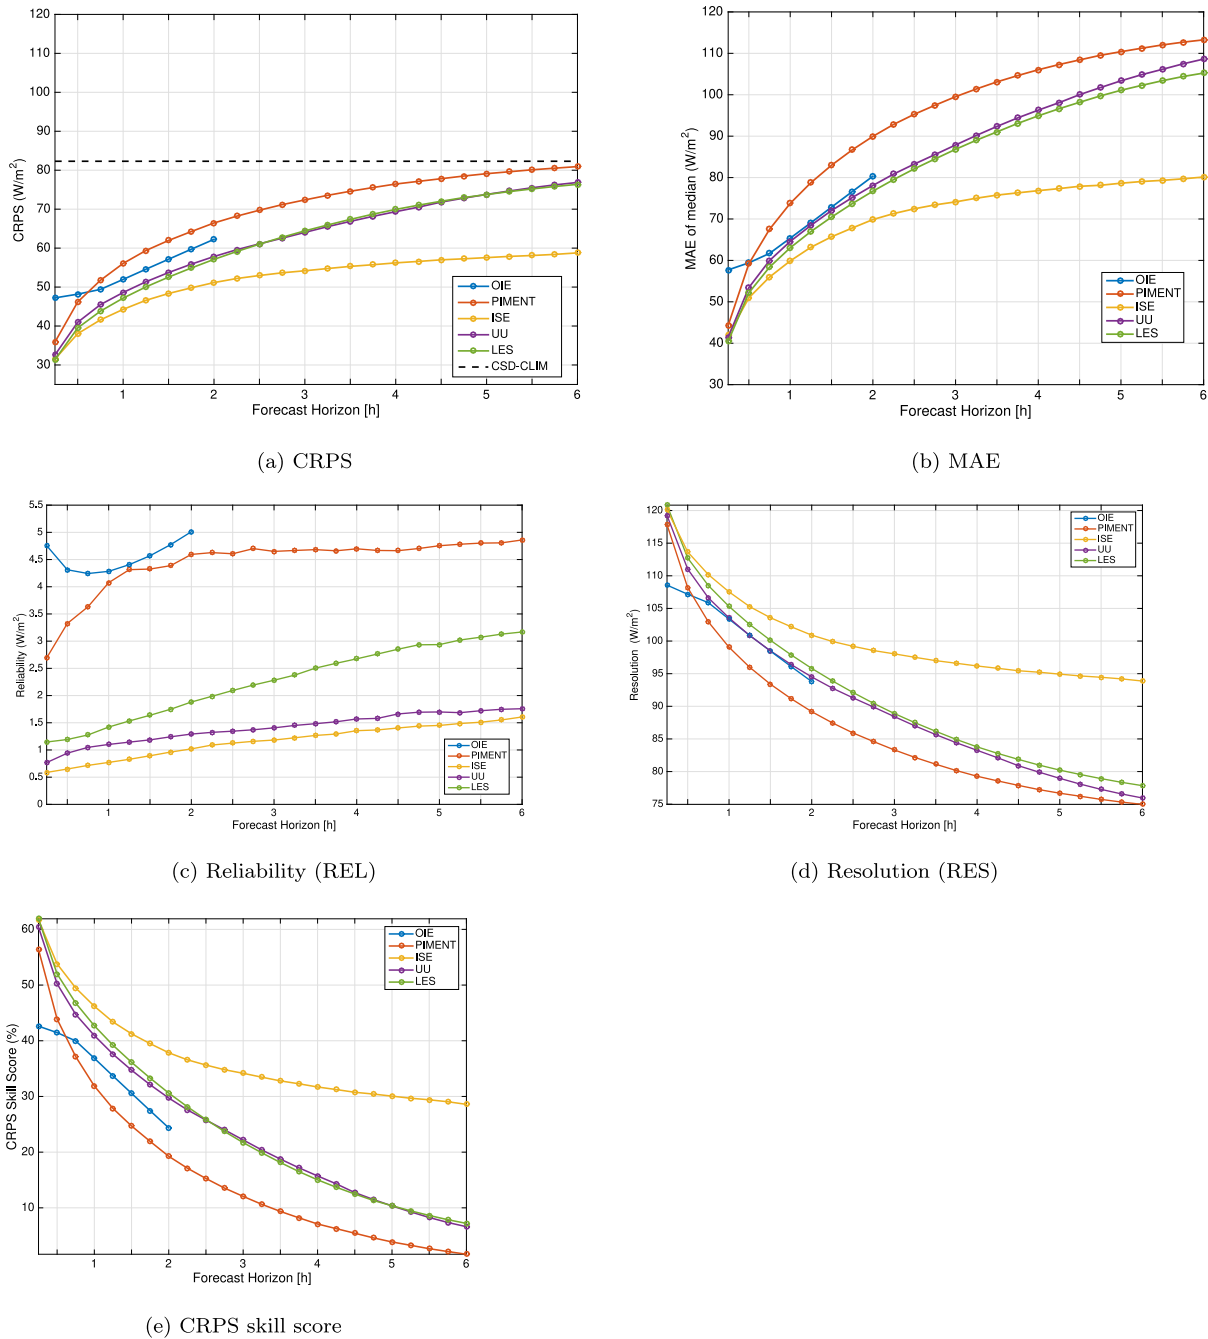 120
110
100
90
80
70
60
50
40
30
CRPS (W/m²)
1 2 3 4 5 6
Forecast Horizon [h]
OIE
PIMENT
ISE
UU
LES
CSD-CLIM
(a) CRPS
120
110
100
90
80
70
60
50
40
30
MAE of median (W/m²)
1 2 3 4 5 6
Forecast Horizon [h]
OIE
PIMENT
ISE
UU
LES
(b) MAE
5.5
5
4.5
4
3.5
3
2.5
2
1.5
1
0.5
0
Reliability (W/m²)
1 2 3 4 5 6
Forecast Horizon [h]
OIE
PIMENT
ISE
UU
LES
(c) Reliability (REL)
120
115
110
105
100
95
90
85
80
75
Resolution (W/m²)
1 2 3 4 5 6
Forecast Horizon [h]
OIE
PIMENT
ISE
UU
LES
(d) Resolution (RES)
60
50
40
30
20
10
CRPS Skill Score (%)
1 2 3 4 5 6
Forecast Horizon [h]
OIE
PIMENT
ISE
UU
LES
(e) CRPS skill score